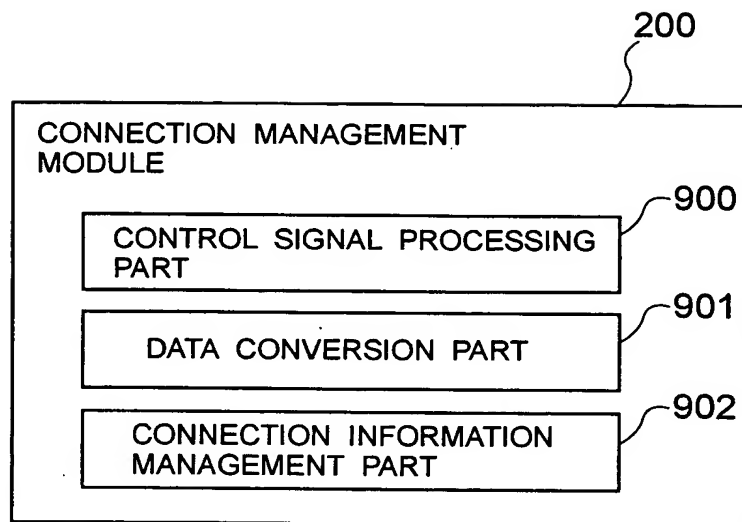 200
CONNECTION MANAGEMENT
MODULE
900
CONTROL SIGNAL PROCESSING
PART
901
DATA CONVERSION PART
902
CONNECTION INFORMATION
MANAGEMENT PART